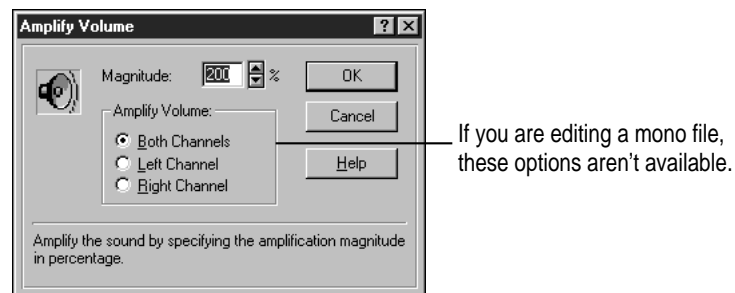 Amplify Volume
Magnitude: 200 %
OK
Amplify Volume:
Cancel
Both Channels
Left Channel
Help
Right Channel
Amplify the sound by specifying the amplification magnitude
in percentage.
If you are editing a mono file,
these options aren't available.